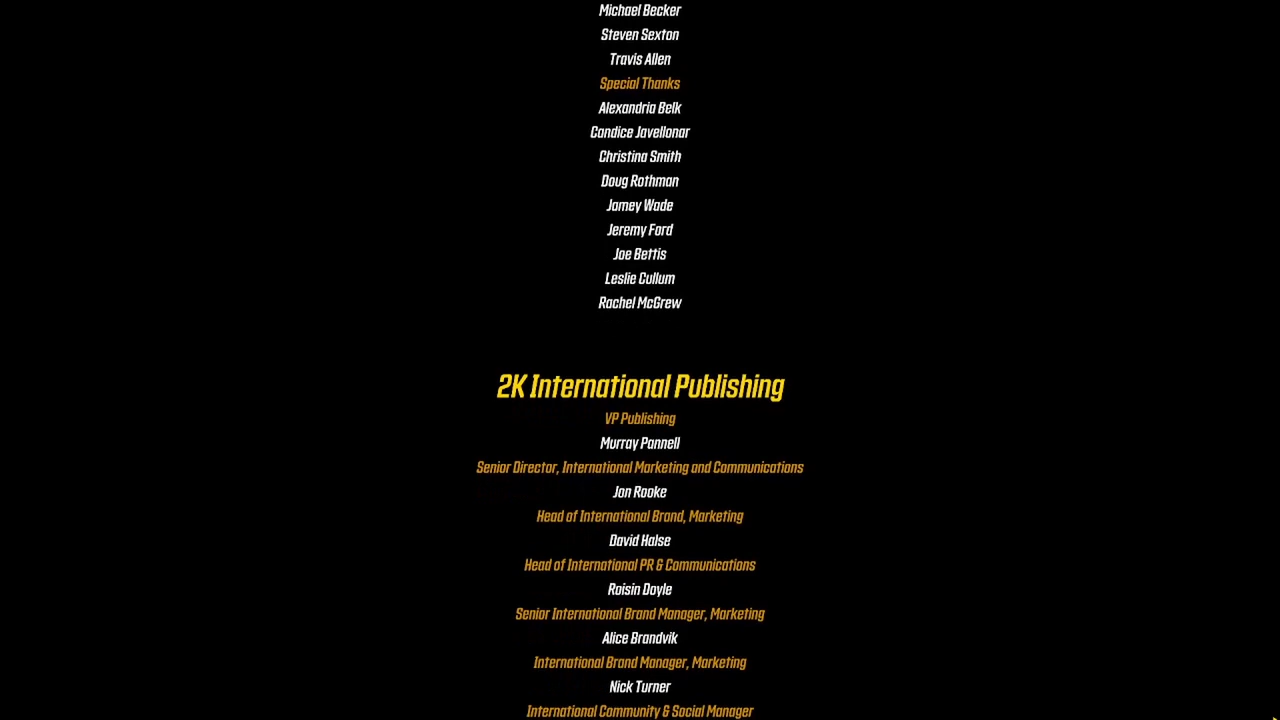 Michael Becker
Steven Sexton
Travis Allen
Special Thanks
Alexandria Belk
Candice Javellonar
Christina Smith
Doug Rothman
Jamey Wade
Jeremy Ford
Joe Bettis
Leslie Cullum
Rachel McGrew
2K International Publishing
VP Publishing
Murray Pannell
Senior Director, International Marketing and Communications
Jon Rooke
Head of International Brand, Marketing
David Halse
Head of International PR & Communications
Roisin Doyle
Senior International Brand Manager, Marketing
Alice Brandvik
International Brand Manager, Marketing
Nick Turner
International Community & Social Manager